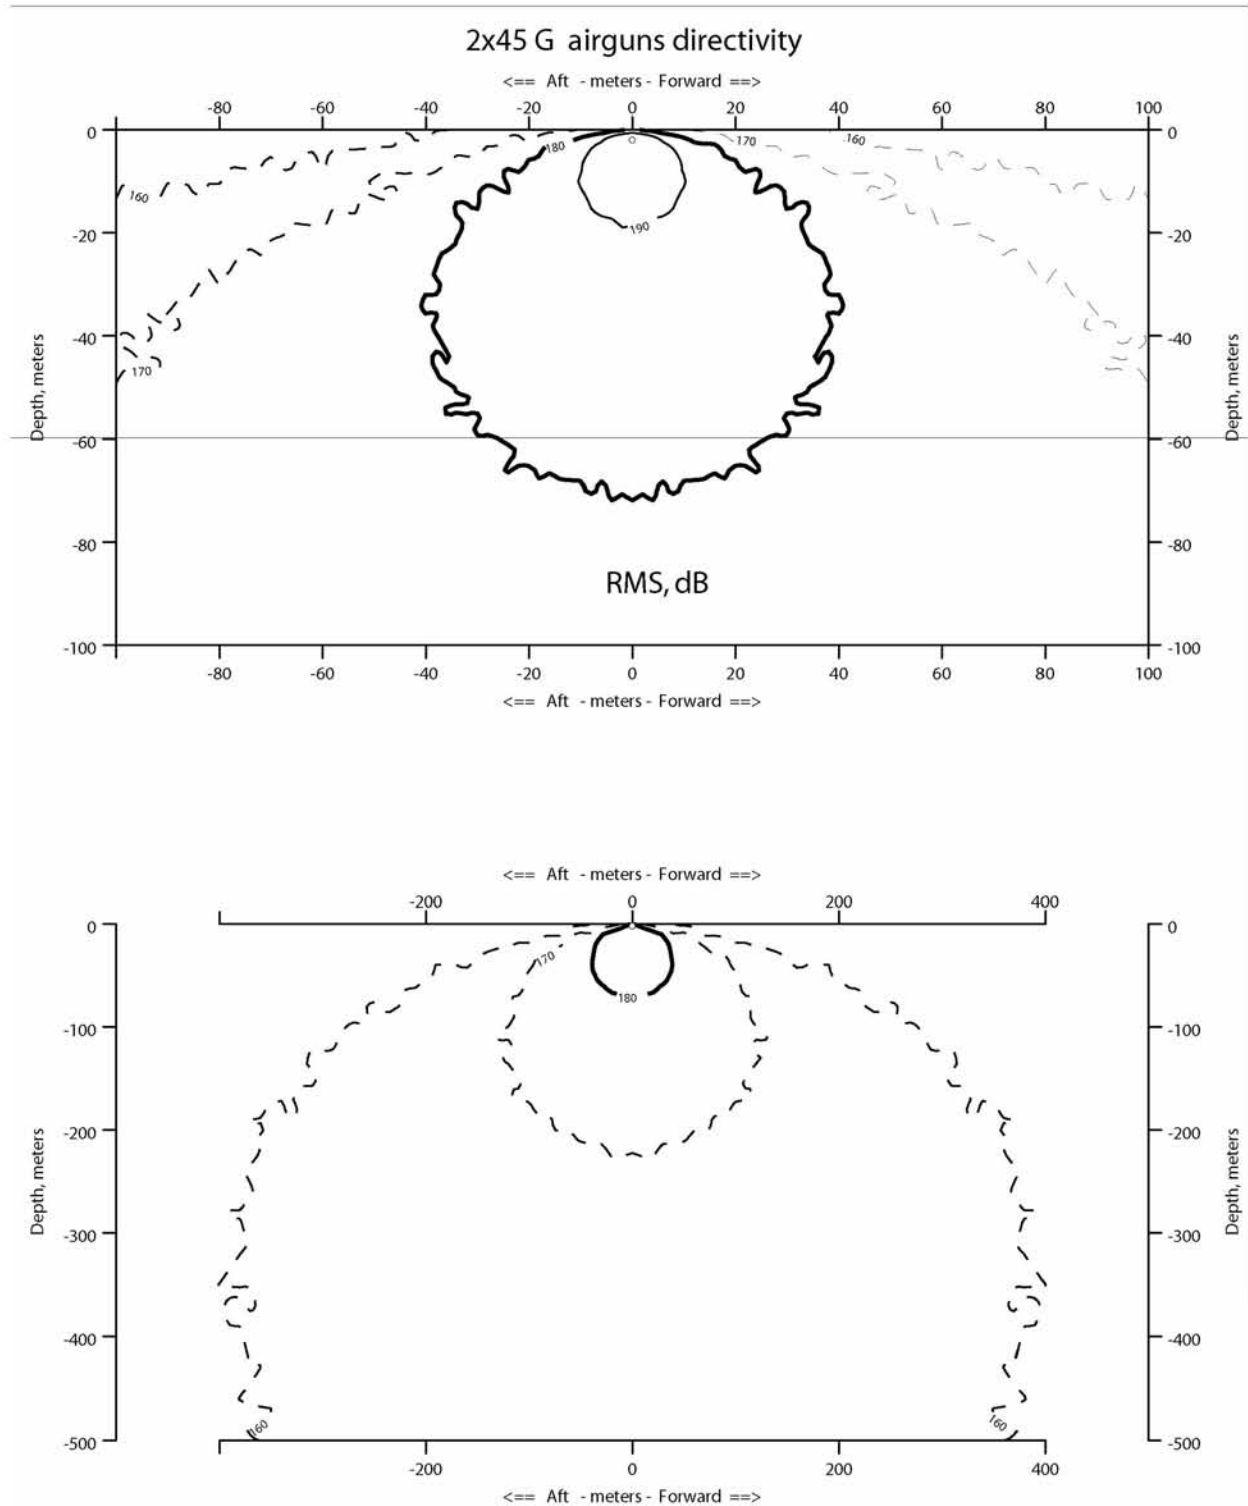 2x45 G airguns directivity
<== Aft - meters - Forward ==>
-80 -60 -40 -20 0 20 40 60 80 100
0 0
180 170 160
160
190
-20 -20
-40 -40
170
Depth, meters Depth, meters
-60 -60
-80 -80
RMS, dB
-100 -100
-80 -60 -40 -20 0 20 40 60 80 100
<== Aft - meters - Forward ==>
<== Aft - meters - Forward ==>
-200 0 200 400
0 0
170
180
-100 -100
-200 -200
Depth, meters Depth, meters
-300 -300
-400 -400
160 160
-500 -500
-200 0 200 400
<== Aft - meters - Forward ==>